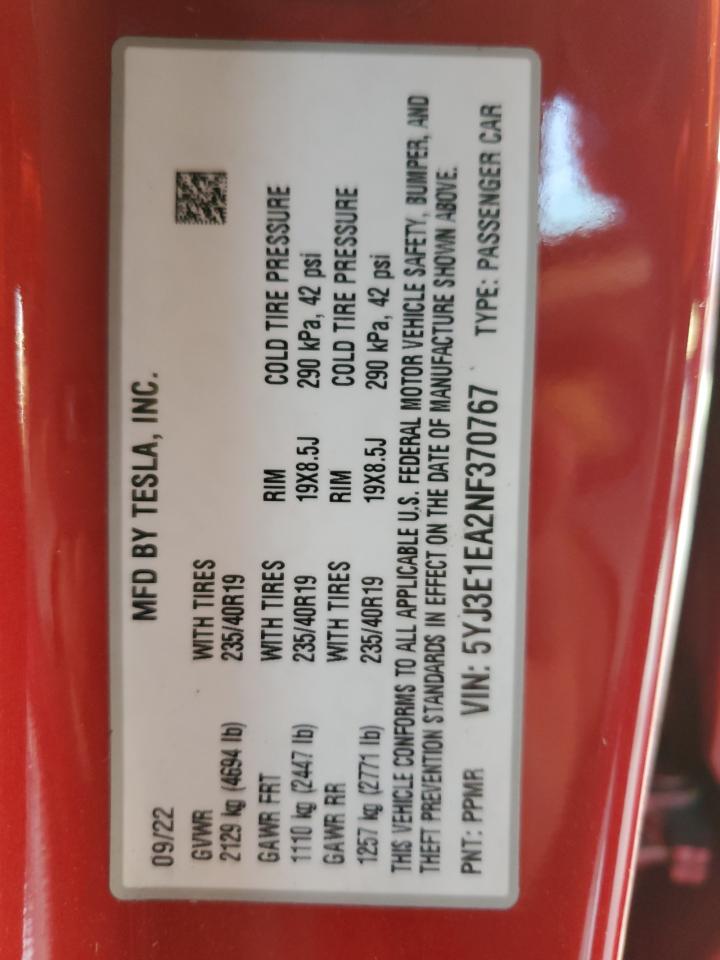 MFD BY TESLA, INC.
09/22
GVWR WITH TIRES
2129 kg (4694 lb) 235/40R19
GAWR FRT WITH TIRES RIM COLD TIRE PRESSURE
1110 kg (2447 lb) 235/40R19 19X8.5J 290 kPa, 42 psi
GAWR RR WITH TIRES RIM COLD TIRE PRESSURE
1257 kg (2771 lb) 235/40R19 19X8.5J 290 kPa, 42 psi
THIS VEHICLE CONFORMS TO ALL APPLICABLE U.S. FEDERAL MOTOR VEHICLE SAFETY, BUMPER, AND
THEFT PREVENTION STANDARDS IN EFFECT ON THE DATE OF MANUFACTURE SHOWN ABOVE.
PNT: PPMR VIN: 5YJ3E1EA2NF370767 TYPE: PASSENGER CAR